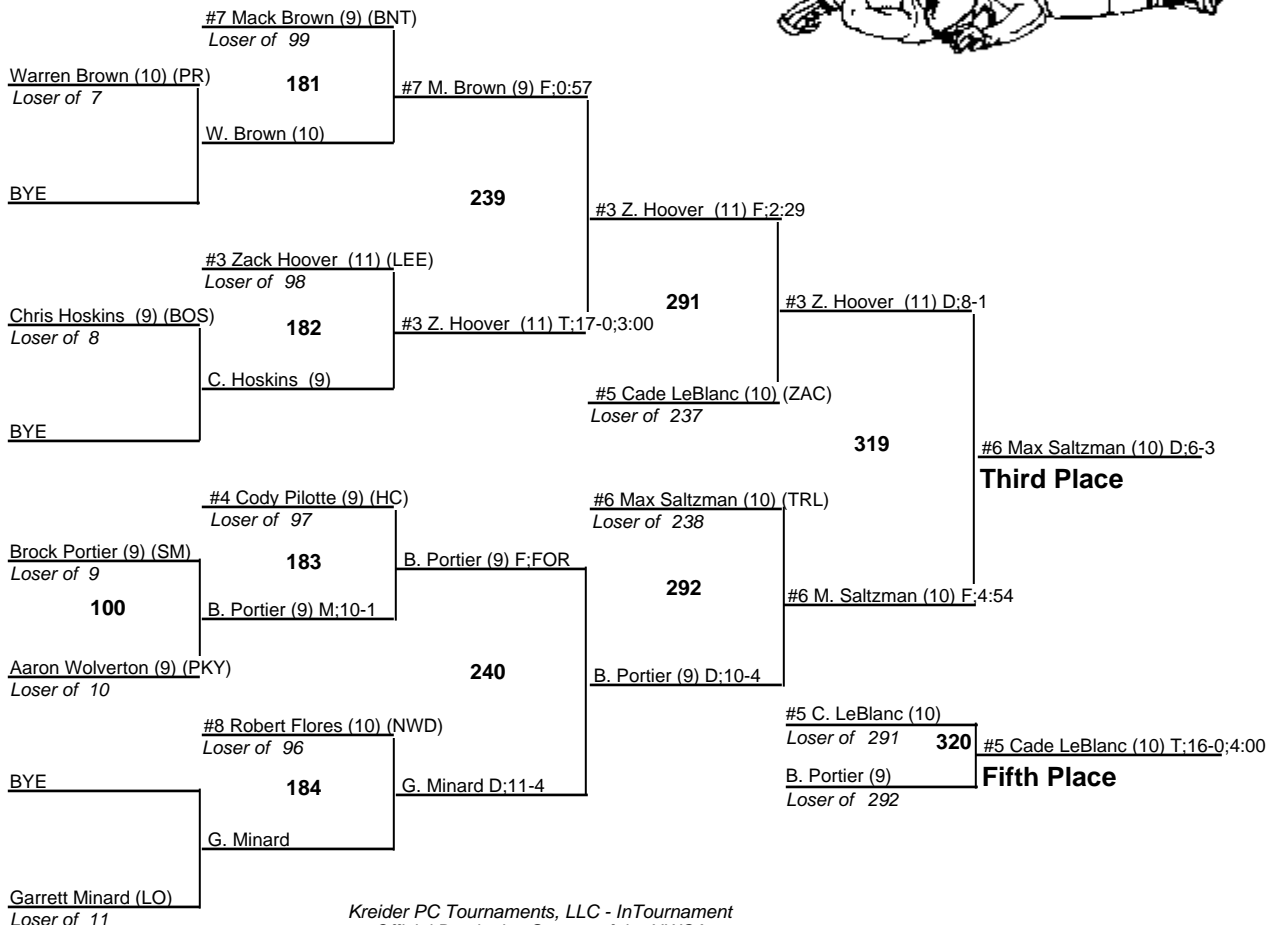 #7 Mack Brown (9) (BNT)
Loser of 99
Warren Brown (10) (PR)
Loser of 7
181
#7 M. Brown (9) F;0:57
W. Brown (10)
BYE
239
#3 Z. Hoover (11) F;2:29
#3 Zack Hoover (11) (LEE)
Loser of 98
Chris Hoskins (9) (BOS)
Loser of 8
182
#3 Z. Hoover (11) T;17-0;3:00
291
#3 Z. Hoover (11) D;8-1
C. Hoskins (9)
#5 Cade LeBlanc (10) (ZAC)
Loser of 237
BYE
319
#6 Max Saltzman (10) D;6-3
Third Place
#4 Cody Pilotte (9) (HC)
Loser of 97
#6 Max Saltzman (10) (TRL)
Loser of 238
Brock Portier (9) (SM)
Loser of 9
183
B. Portier (9) F;FOR
292
#6 M. Saltzman (10) F;4:54
100
B. Portier (9) M;10-1
Aaron Wolverton (9) (PKY)
Loser of 10
240
B. Portier (9) D;10-4
#8 Robert Flores (10) (NWD)
Loser of 96
#5 C. LeBlanc (10)
Loser of 291
320
#5 Cade LeBlanc (10) T;16-0;4:00
Fifth Place
BYE
184
G. Minard D;11-4
B. Portier (9)
Loser of 292
G. Minard
Garrett Minard (LO)
Loser of 11
Kreider PC Tournaments, LLC - InTournament